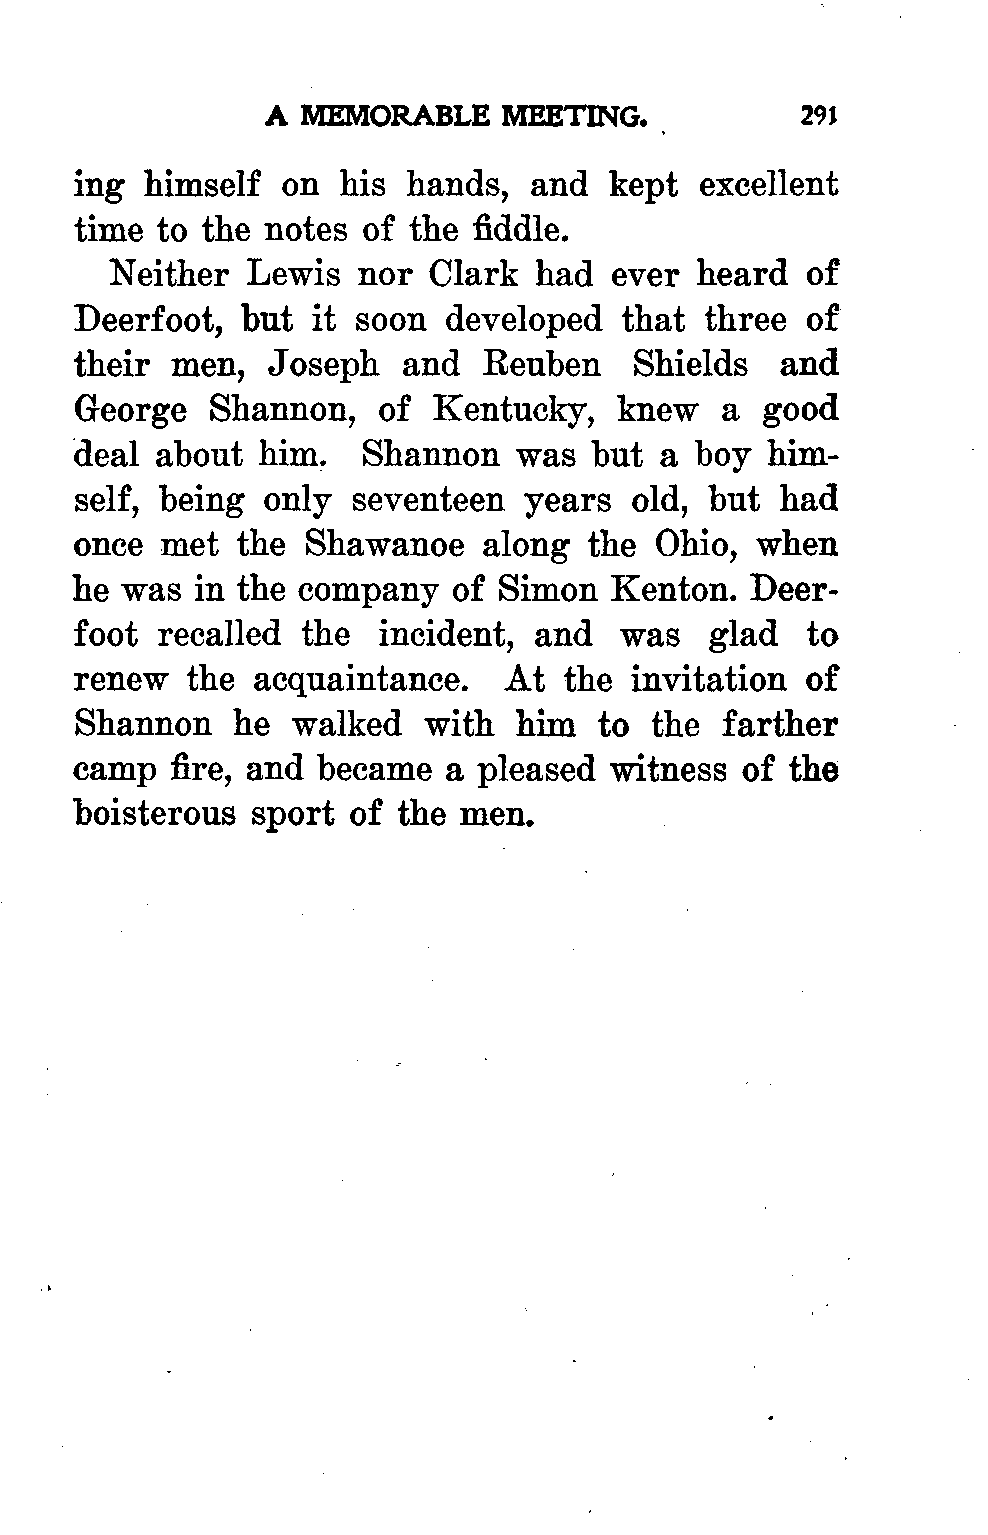 A MEMORABLE MEETING. 291
ing himself on his hands, and kept excellent
time to the notes of the fiddle.
Neither Lewis nor Clark had ever heard of
Deerfoot, but it soon developed that three of
their men, Joseph and Reuben Shields and
George Shannon, of Kentucky, knew a good
deal about him. Shannon was but a boy him-
self, being only seventeen years old, but had
once met the Shawanoe along the Ohio, when
he was in the company of Simon Kenton. Deer-
foot recalled the incident, and was glad to
renew the acquaintance. At the invitation of
Shannon he walked with him to the farther
camp fire, and became a pleased witness of the
boisterous sport of the men.